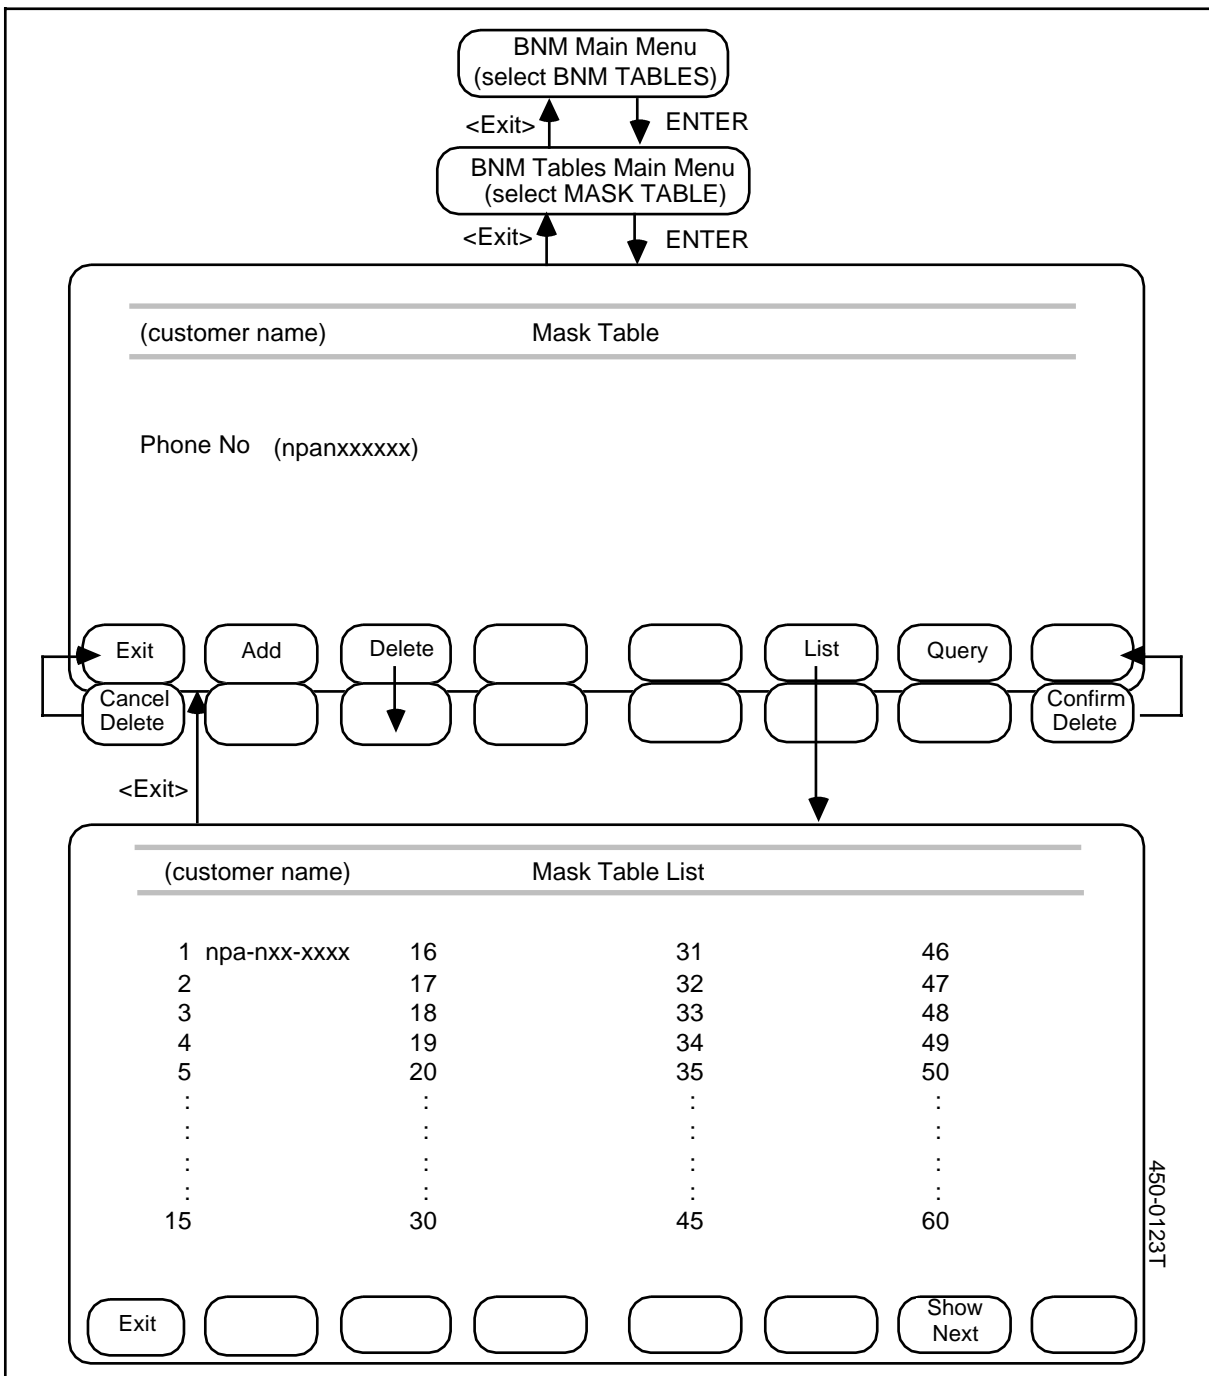 BNM Main Menu
(select BNM TABLES)
<Exit> ENTER
BNM Tables Main Menu
(select MASK TABLE)
<Exit> ENTER
(customer name) Mask Table
Phone No (npanxxxxxx)
Exit Add Delete List Query
Cancel Delete
Confirm Delete
<Exit>
(customer name) Mask Table List
1 npa-nxx-xxxx 16 31 46
2 17 32 47
3 18 33 48
4 19 34 49
5 20 35 50
: : : :
: : : :
: : : :
: : : :
15 30 45 60
450-0123T
Exit Show Next